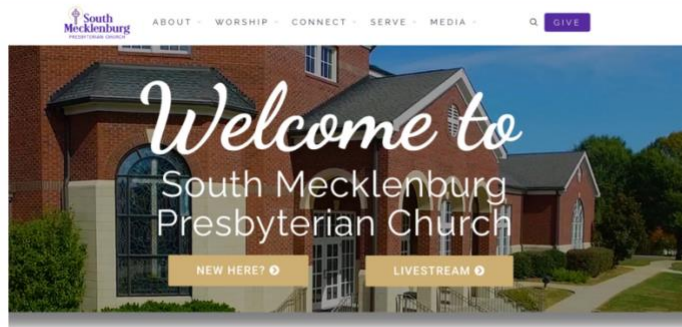 South
Mecklenburg
PRESBYTERIAN CHURCH
ABOUT WORSHIP CONNECT SERVE MEDIA GIVE
Welcome to
South Mecklenburg
Presbyterian Church
NEW HERE? LIVESTREAM